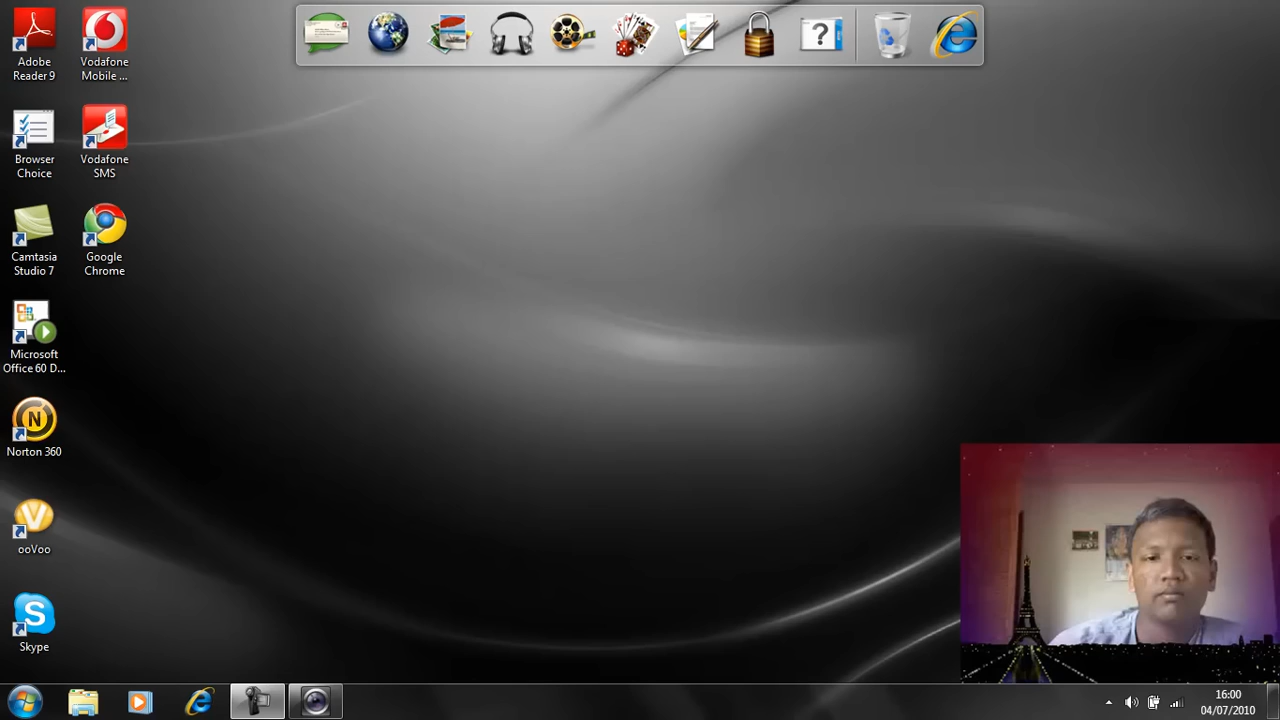 Adobe
Reader 9
Vodafone
Mobile ...
Browser
Choice
Vodafone
SMS
Camtasia
Studio 7
Google
Chrome
Microsoft
Office 60 D...
N
Norton 360
V
ooVoo
S
Skype
?
16:00
04/07/2010